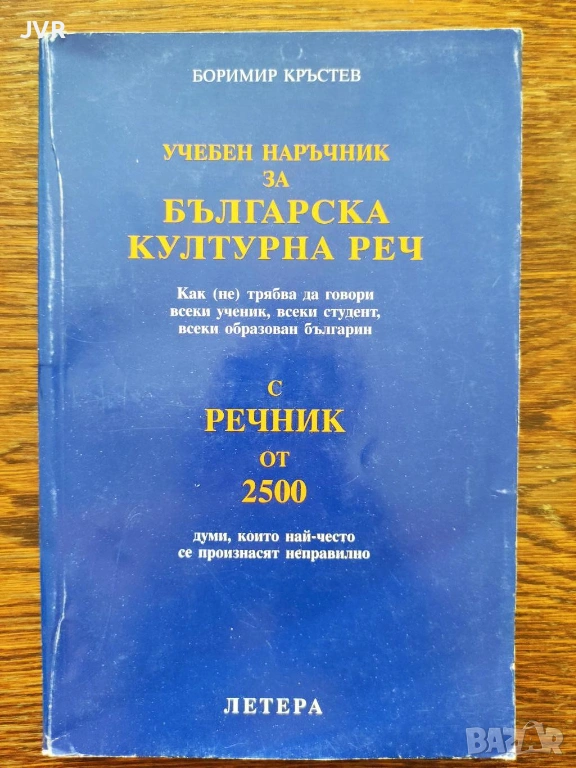 JVR
БОРИМИР КРЪСТЕВ
УЧЕБЕН НАРЪЧНИК
ЗА
БЪЛГАРСКА
КУЛТУРНА РЕЧ
Как (не) трябва да говори
всеки ученик, всеки студент,
всеки образован българин
С
РЕЧНИК
ОТ
2500
думи, които най-често
се произнасят неправилно
ЛЕТЕРА
BAZAR